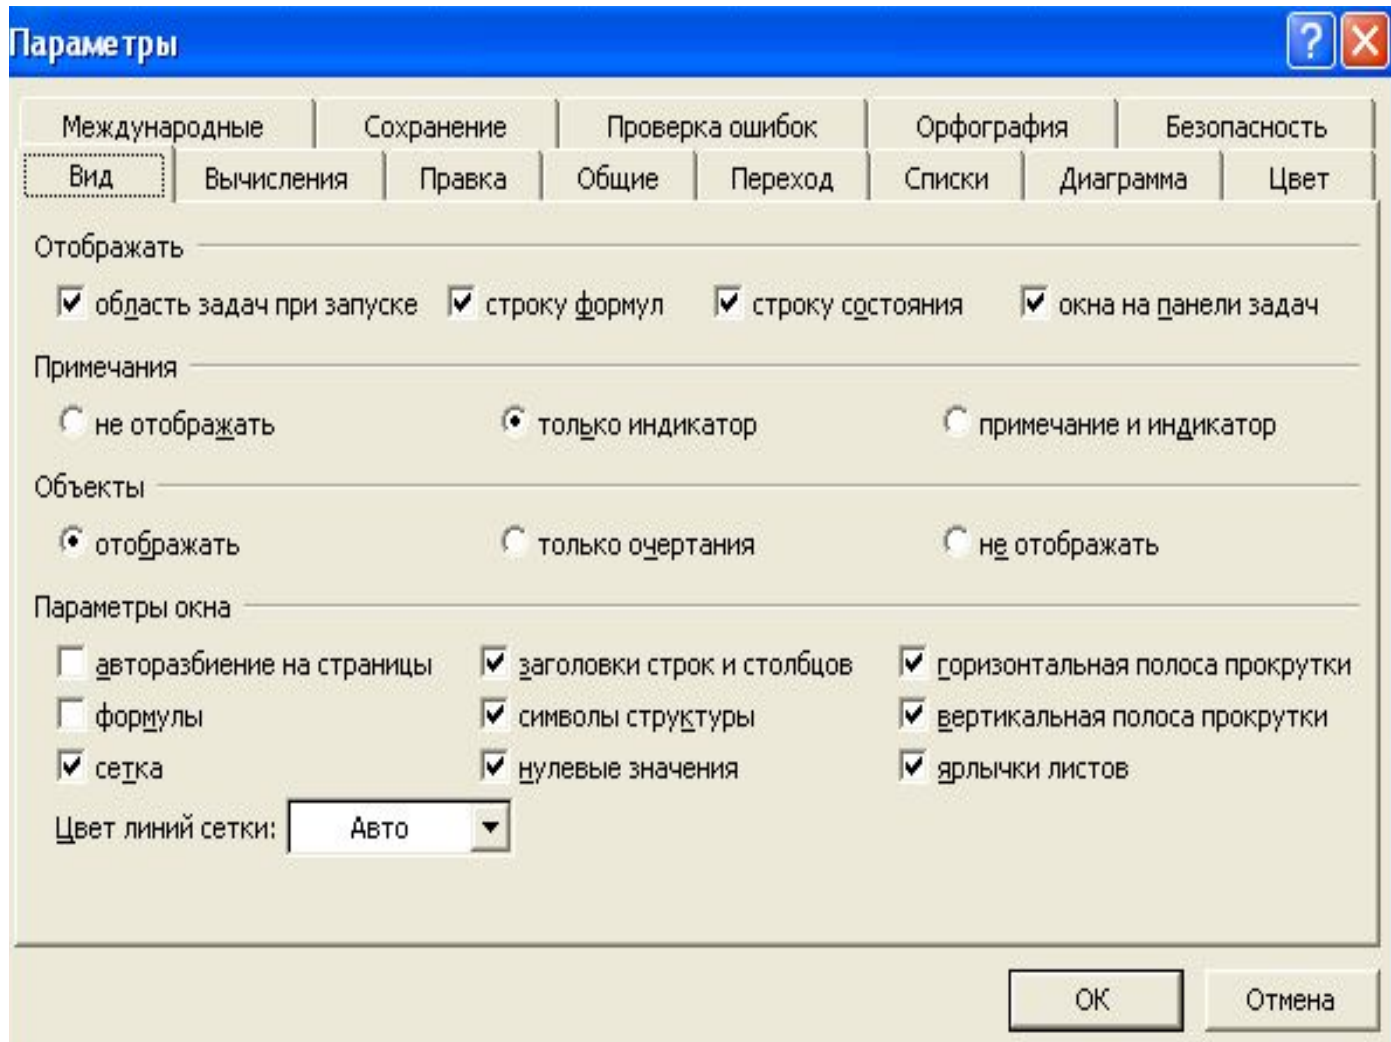 Параметры
Международные Сохранение Проверка ошибок Орфография Безопасность
Вид Вычисления Правка Общие Переход Списки Диаграмма Цвет
Отображать
область задач при запуске строку формул строку состояния окна на панели задач
Примечания
не отображать только индикатор примечание и индикатор
Объекты
отображать только очертания не отображать
Параметры окна
авторазбиение на страницы заголовки строк и столбцов горизонтальная полоса прокрутки
формулы символы структуры вертикальная полоса прокрутки
сетка нулевые значения ярлычки листов
Цвет линий сетки: Авто
ОК Отмена